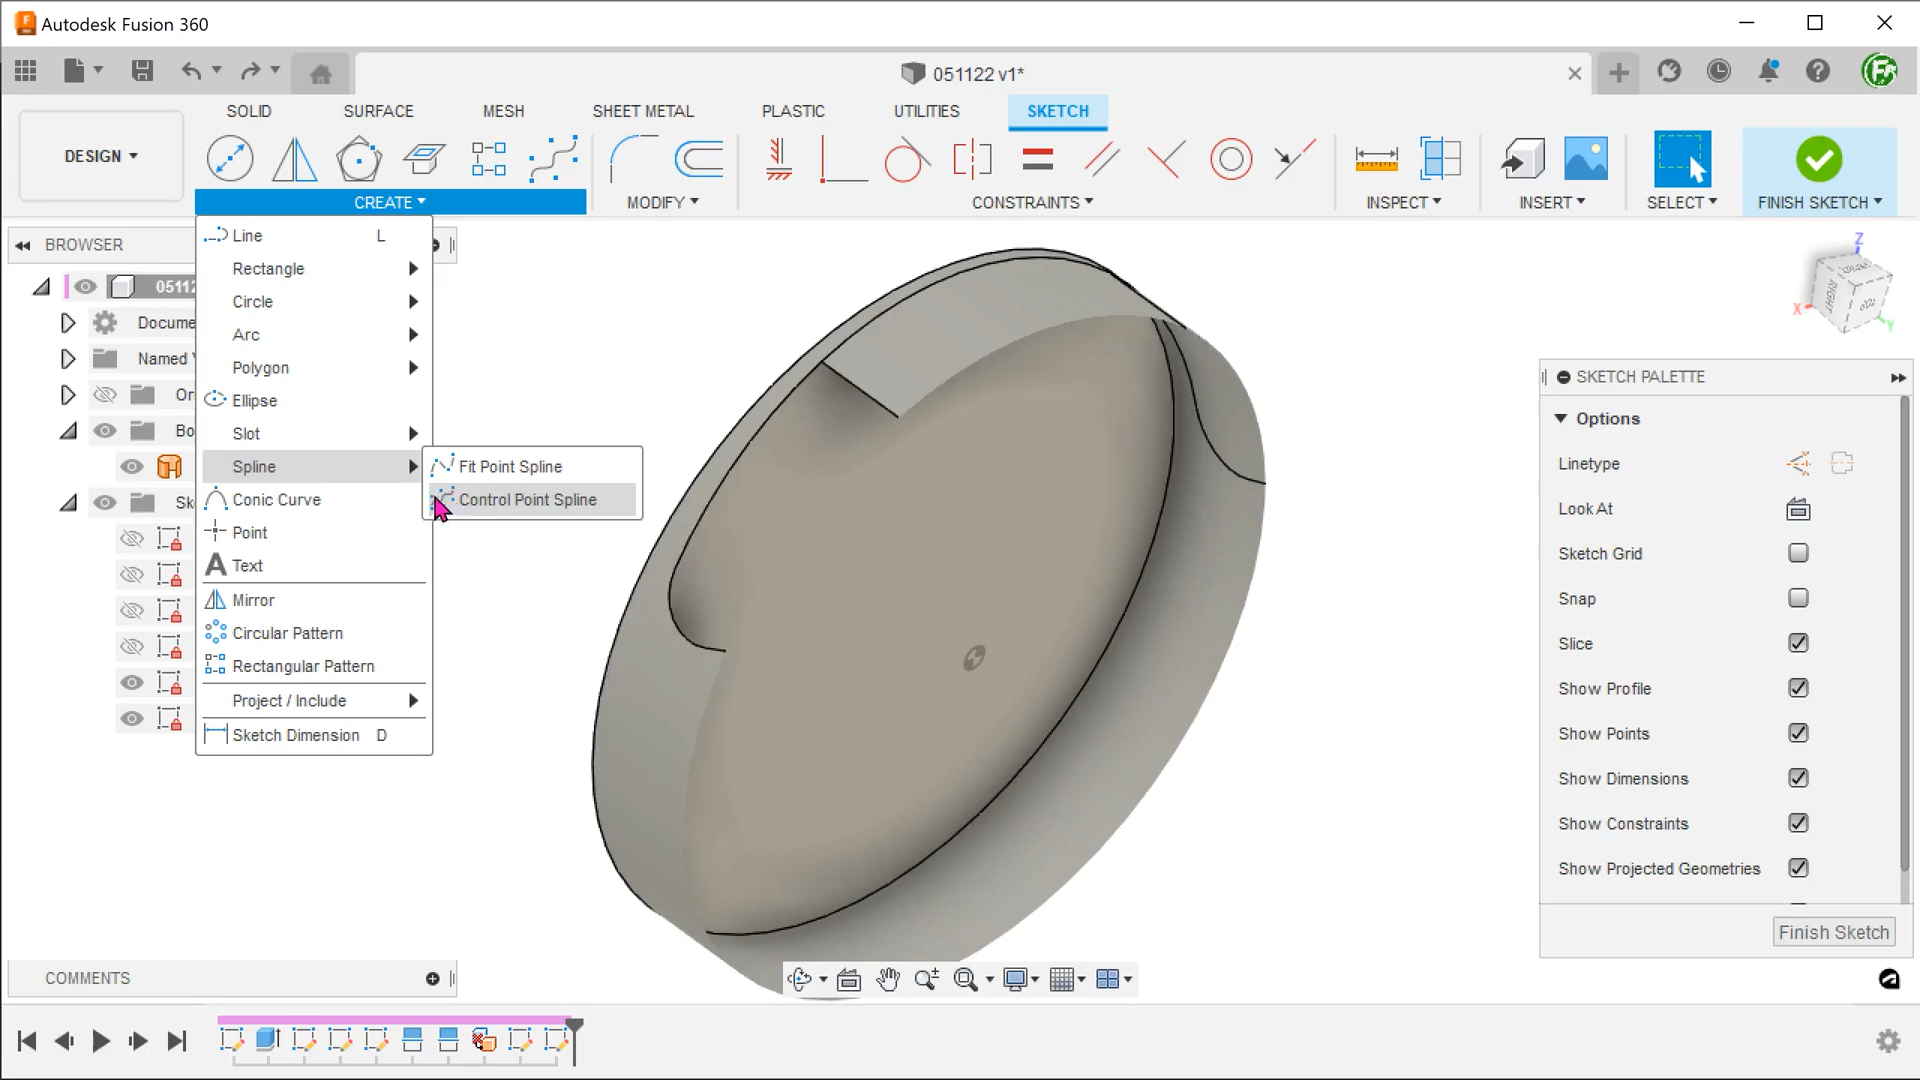 Autodesk Fusion 360
051122 v1*
SOLID
SURFACE
MESH
SHEET METAL
PLASTIC
UTILITIES
SKETCH
DESIGN
CREATE
MODIFY
CONSTRAINTS
INSPECT
INSERT
SELECT
FINISH SKETCH
BROWSER
05112
Docume
Named
Or
Bo
Sk
Line L
Rectangle
Circle
Arc
Polygon
Ellipse
Slot
Spline
Conic Curve
Point
Text
Mirror
Circular Pattern
Rectangular Pattern
Project / Include
Sketch Dimension D
Fit Point Spline
Control Point Spline
Z
X
Y
RIGHT
SKETCH PALETTE
Options
Linetype
Look At
Sketch Grid
Snap
Slice
Show Profile
Show Points
Show Dimensions
Show Constraints
Show Projected Geometries
Finish Sketch
COMMENTS